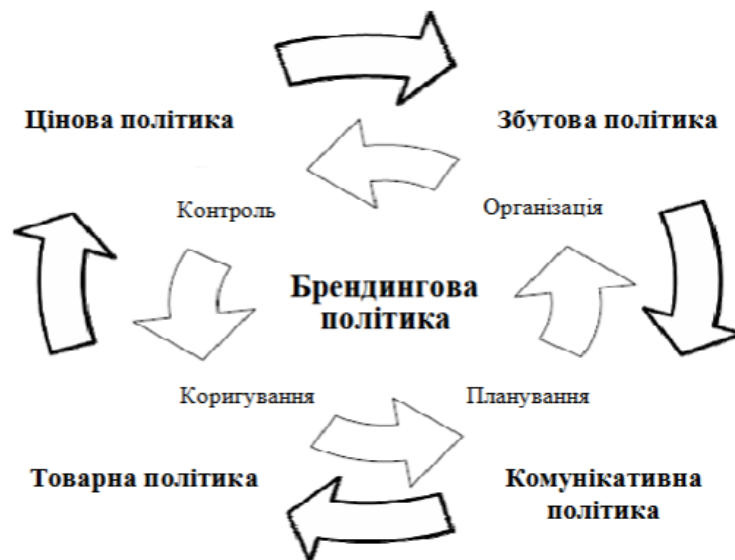 Цінова політика
Збутова політика
Контроль
Організація
Брендингова
політика
Коригування
Планування
Товарна політика
Комунікативна
політика